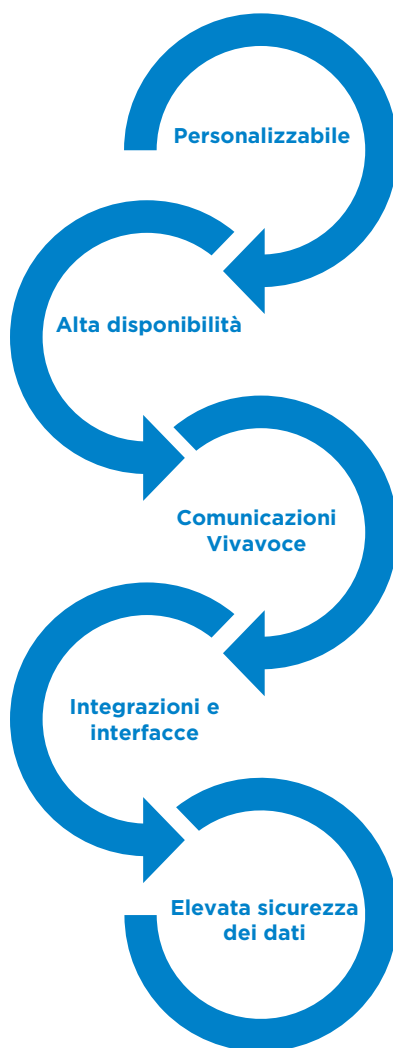 Personalizzabile
Alta disponibilità
Comunicazioni
Vivavoce
Integrazioni e
interfacce
Elevata sicurezza
dei dati